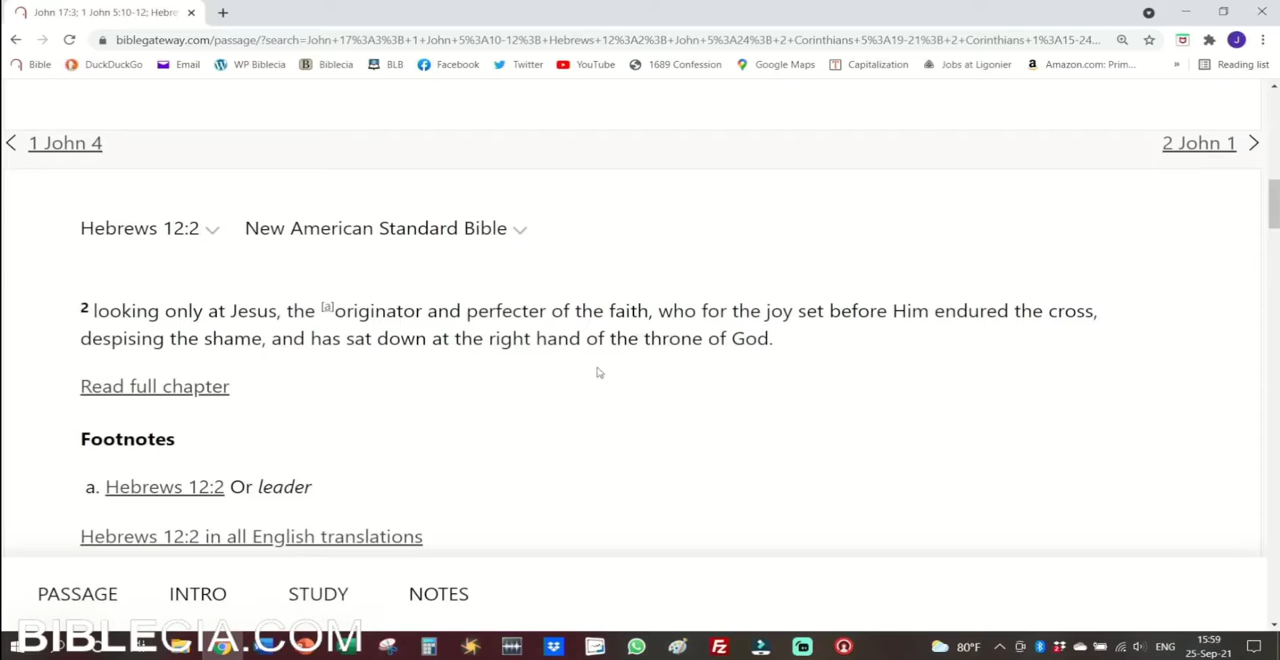 John 17:3; 1 John 5:10-12; Hebre
biblegateway.com/passage/?search=John+17%3A3%3B+1+John+5%3A10-12%3B+Hebrews+12%3A2%3B+John+5%3A24%3B+2+Corinthians+5%3A19-21%3B+2+Corinthians+1%3A15-24...
J
Bible DuckDuckGo Email WP Biblecia Biblecia BLB Facebook Twitter YouTube 1689 Confession Google Maps Capitalization Jobs at Ligonier Amazon.com: Prim... » Reading list
1 John 4 2 John 1
Hebrews 12:2 New American Standard Bible
2 looking only at Jesus, the [a]originator and perfecter of the faith, who for the joy set before Him endured the cross,
despising the shame, and has sat down at the right hand of the throne of God.
Read full chapter
Footnotes
a. Hebrews 12:2 Or leader
Hebrews 12:2 in all English translations
PASSAGE INTRO STUDY NOTES
BIBLECIA.COM
80°F ENG 15:59
25-Sep-21